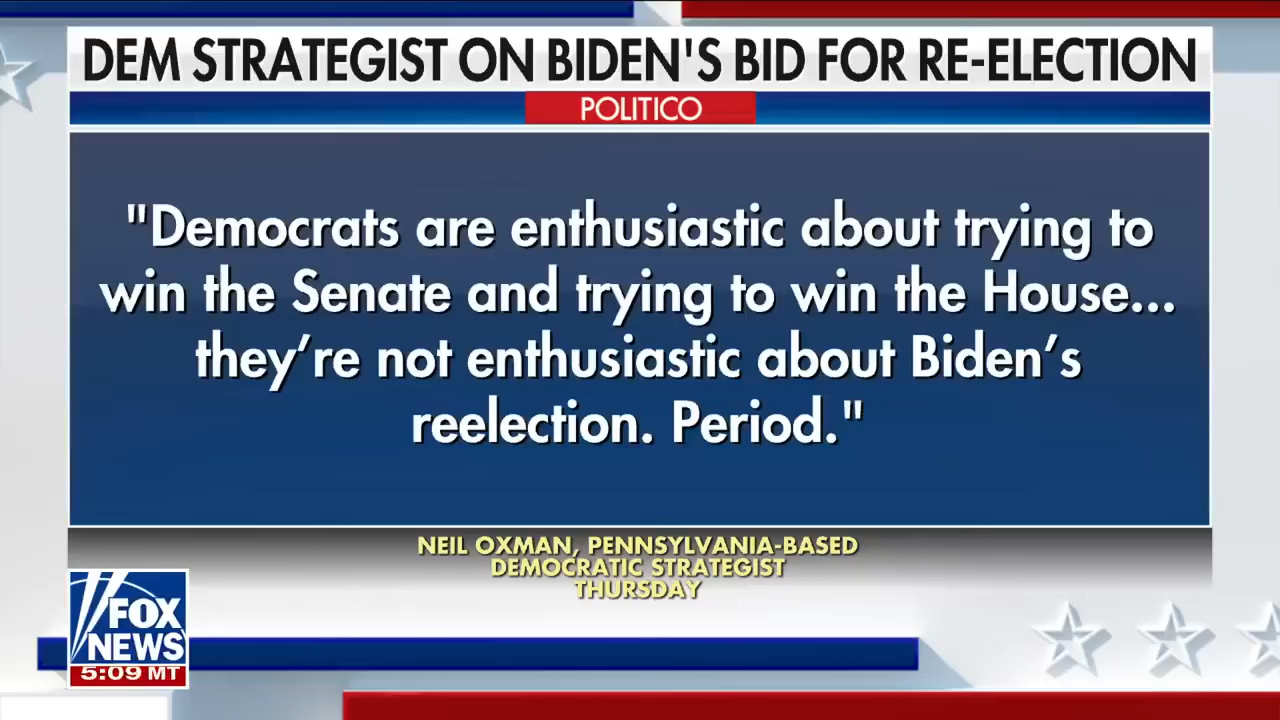 DEM STRATEGIST ON BIDEN'S BID FOR RE-ELECTION
POLITICO
"Democrats are enthusiastic about trying to
win the Senate and trying to win the House...
they’re not enthusiastic about Biden’s
reelection. Period."
NEIL OXMAN, PENNSYLVANIA-BASED
DEMOCRATIC STRATEGIST
THURSDAY
FOX
NEWS
5:09 MT